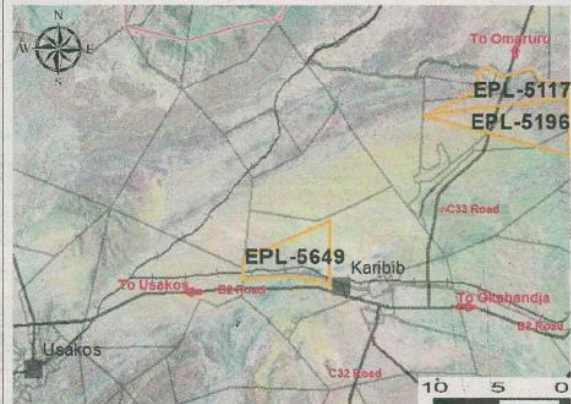 N
W E
S
To Omaruru
EPL-5117
EPL-5196
C33 Road
EPL-5649
Karibib
To Usakos
B2 Road
To Okahandja
B2 Road
Usakos
C32 Road
10 5 0